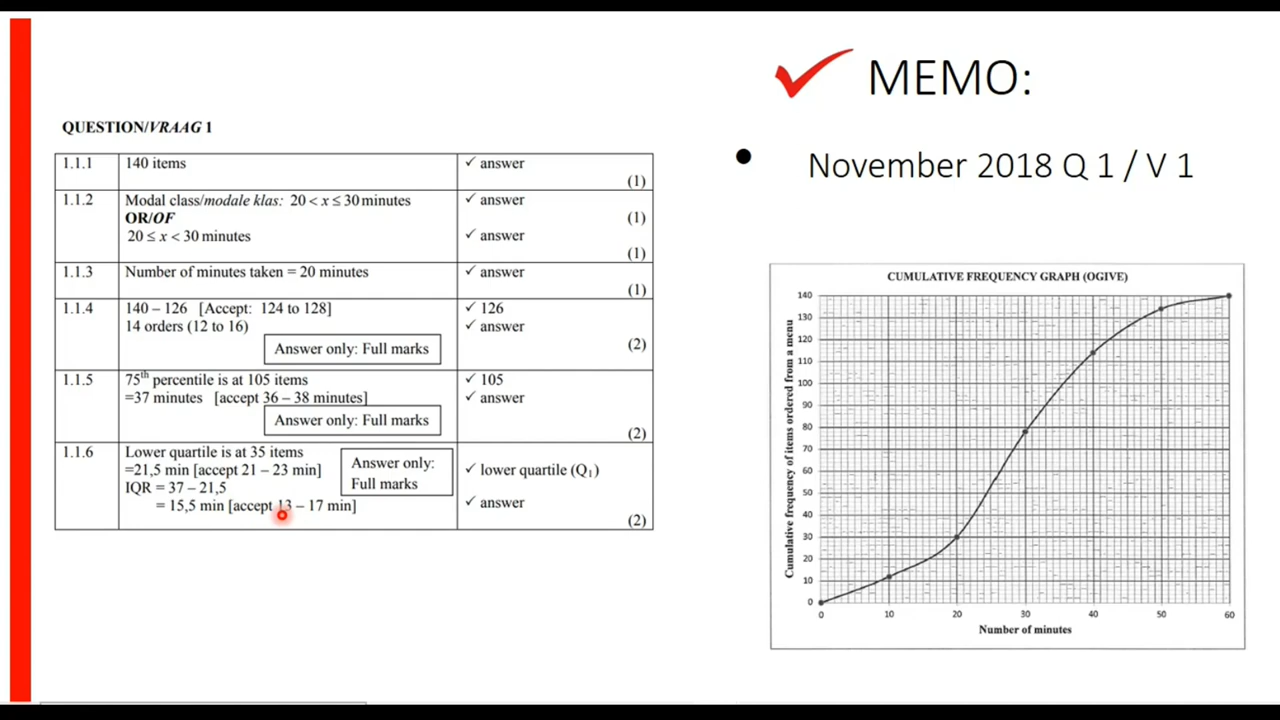 MEMO:
• November 2018 Q 1 / V 1
QUESTION/VRAAG 1
1.1.1 140 items ✓ answer
(1)
1.1.2 Modal class/modale klas: 20 < x ≤ 30 minutes ✓ answer
OR/OF (1)
20 ≤ x < 30 minutes ✓ answer
(1)
1.1.3 Number of minutes taken = 20 minutes ✓ answer
(1)
1.1.4 140 – 126 [Accept: 124 to 128] ✓ 126
14 orders (12 to 16) ✓ answer
Answer only: Full marks (2)
1.1.5 75th percentile is at 105 items ✓ 105
=37 minutes [accept 36 – 38 minutes] ✓ answer
Answer only: Full marks
(2)
1.1.6 Lower quartile is at 35 items
=21,5 min [accept 21 – 23 min] ✓ lower quartile (Q1)
IQR = 37 – 21,5
= 15,5 min [accept 13 – 17 min] ✓ answer
Answer only:
Full marks
(2)
CUMULATIVE FREQUENCY GRAPH (OGIVE)
Cumulative frequency of items ordered from a menu
140
130
120
110
100
90
80
70
60
50
40
30
20
10
0
0 10 20 30 40 50 60
Number of minutes